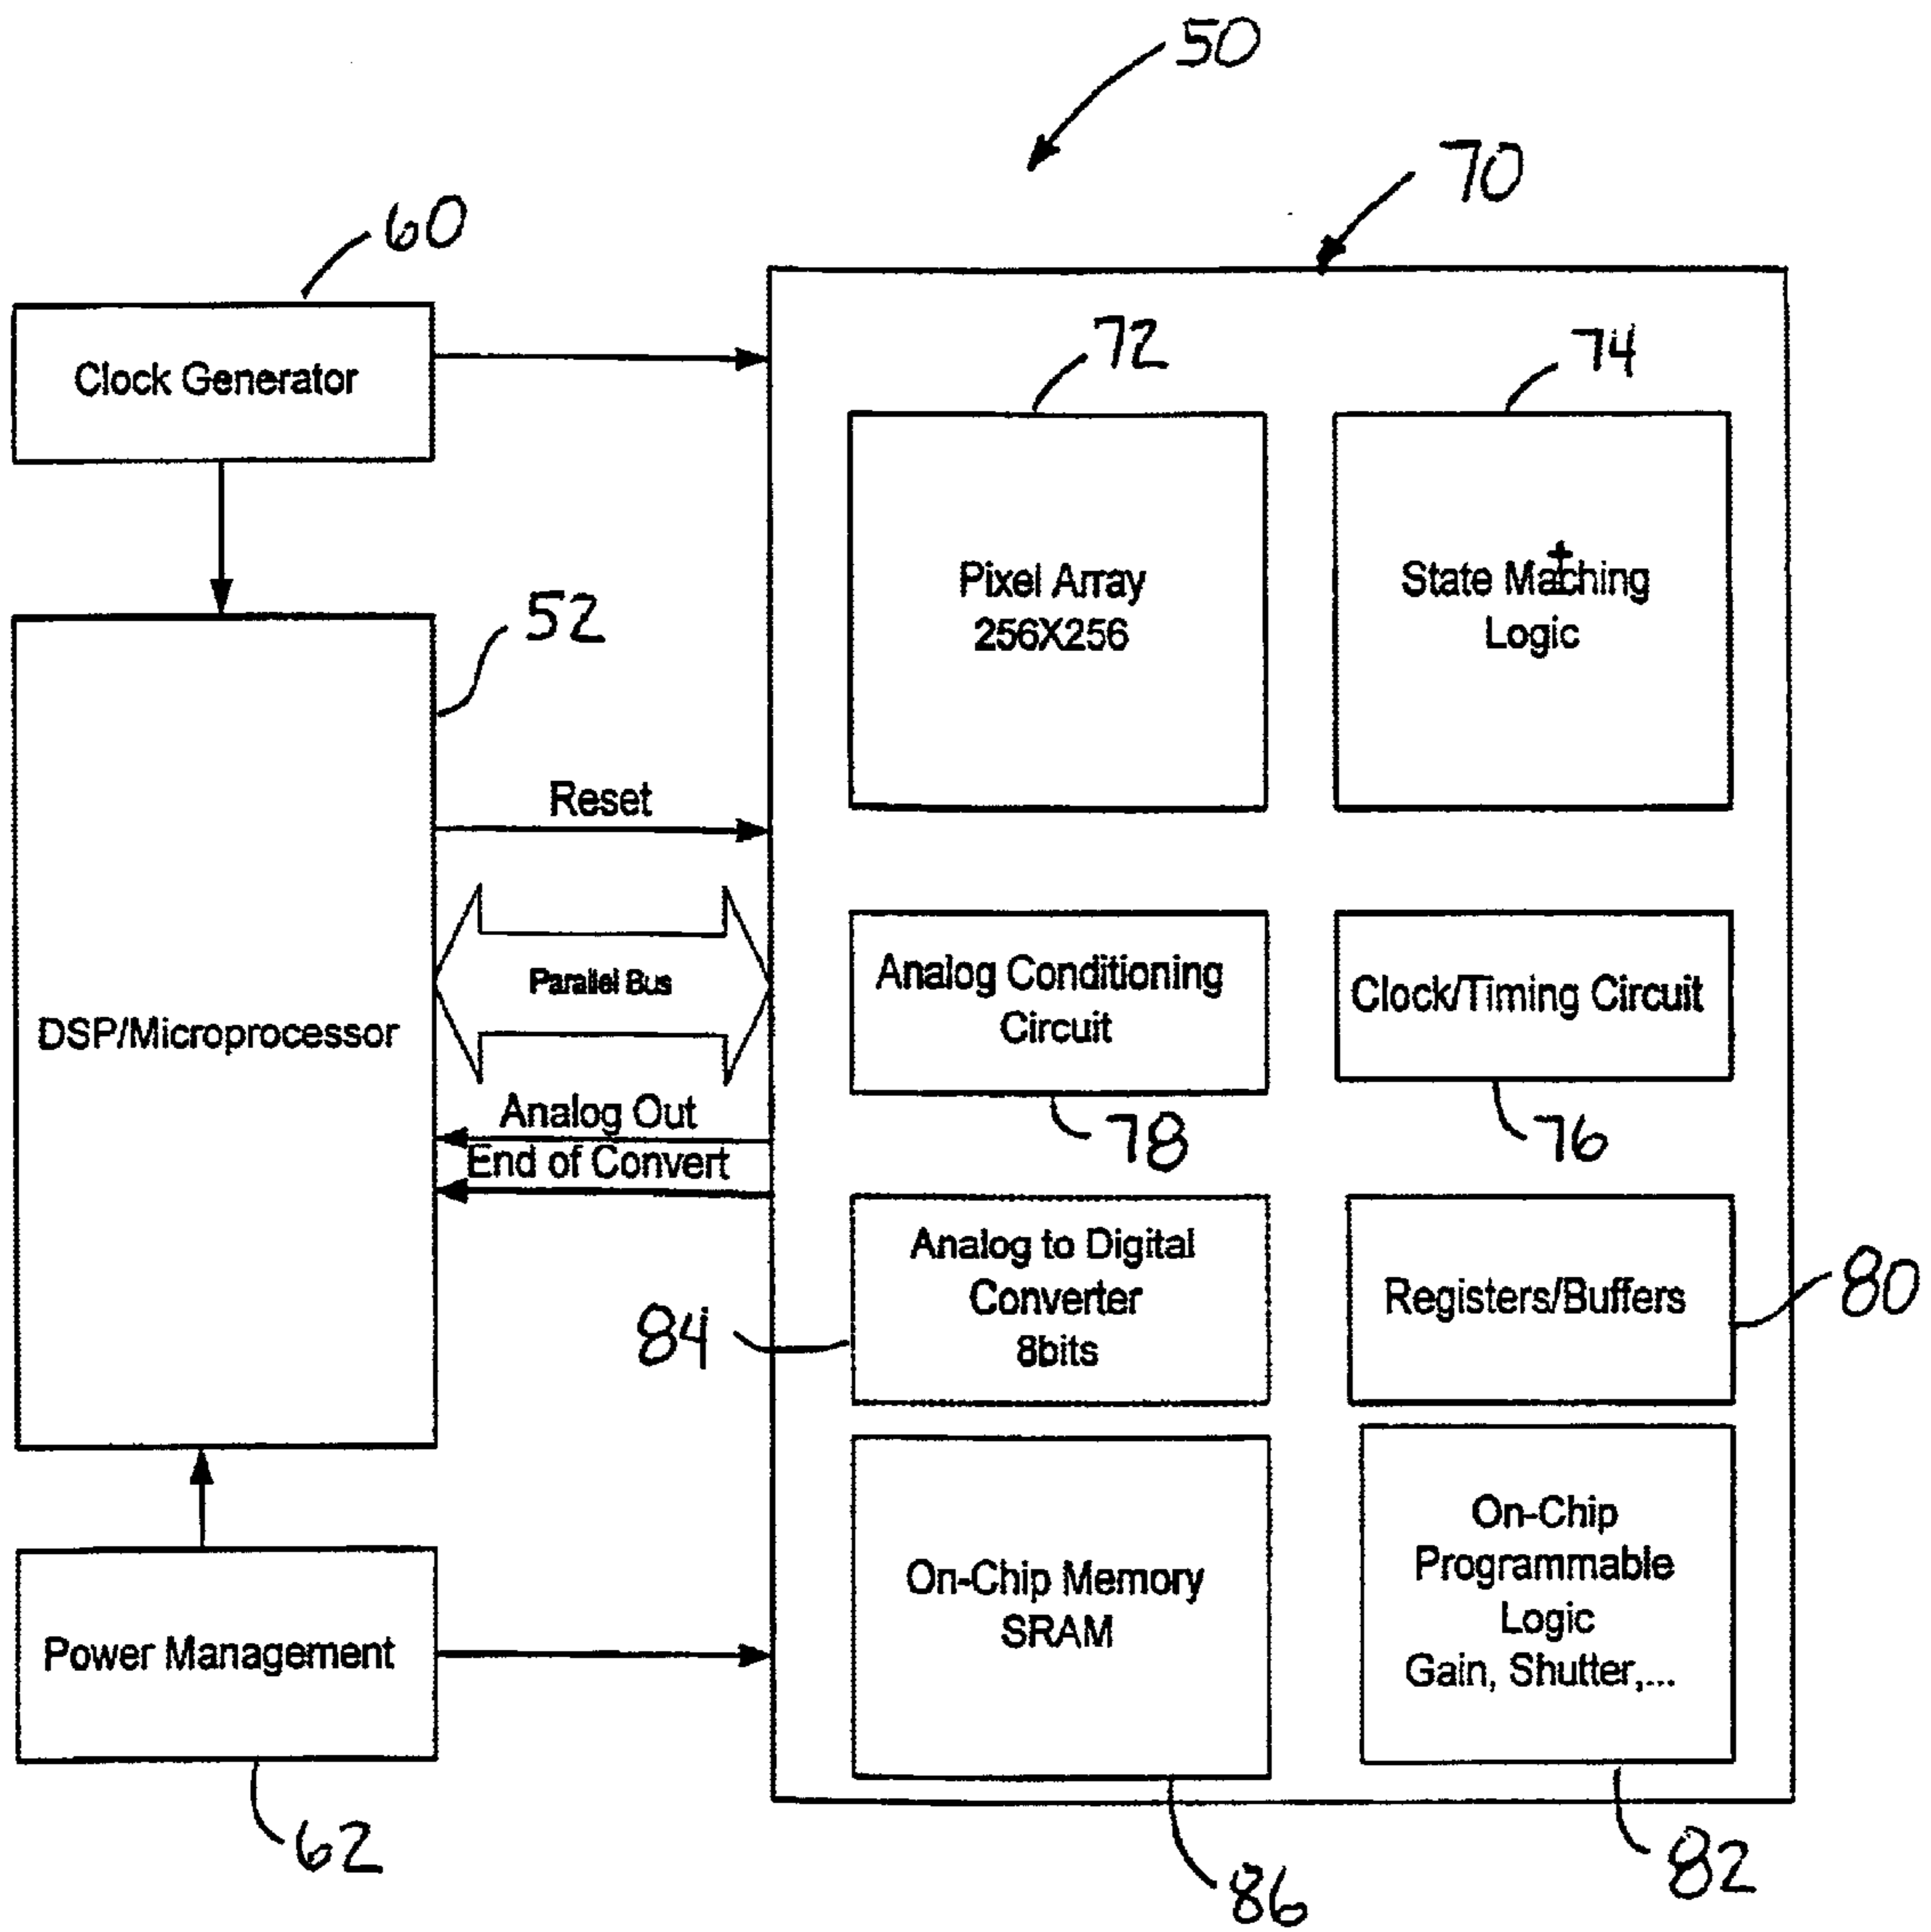 50
70
60
Clock Generator
72
74
Pixel Array
256X256
State Maching
Logic
52
Reset
Parallel Bus
DSP/Microprocessor
Analog Out
End of Convert
Analog Conditioning
Circuit
78
Clock/Timing Circuit
76
Analog to Digital
Converter
8bits
84
Registers/Buffers
80
On-Chip Memory
SRAM
86
On-Chip
Programmable
Logic
Gain, Shutter,...
82
Power Management
62